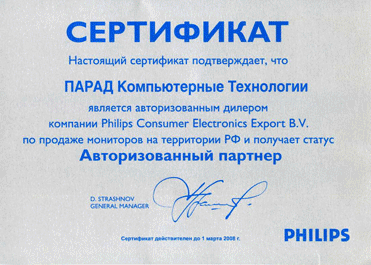 СЕРТИФИКАТ
Настоящий сертификат подтверждает, что
ПАРАД Компьютерные Технологии
является авторизованным дилером
компании Philips Consumer Electronics Export B.V.
по продаже мониторов на территории РФ и получает статус
Авторизованный партнер
D. STRASHNOV
GENERAL MANAGER
Сертификат действителен до 1 марта 2006 г.
PHILIPS